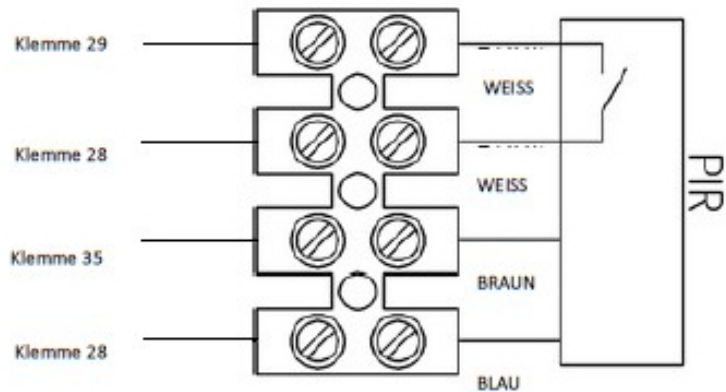 Klemme 29
WEISS
Klemme 28
WEISS
PIR
Klemme 35
BRAUN
Klemme 28
BLAU